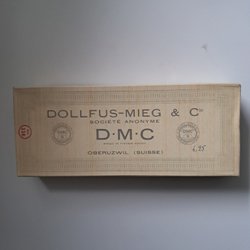 DOLLFUS-MIEG & Cie
SOCIÉTÉ ANONYME
D·M·C
OBERUZWIL (SUISSE)